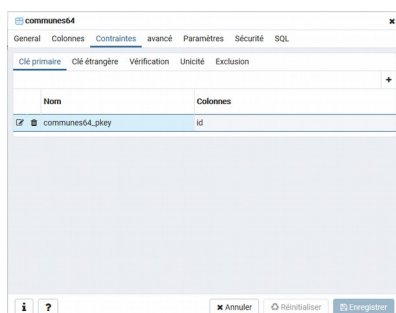 communes64
General Colonnes Contraintes avancé Paramètres Sécurité SQL
Clé primaire Clé étrangère Vérification Unicité Exclusion
Nom Colonnes
communes64_pkey id
Annuler Réinitialiser Enregistrer